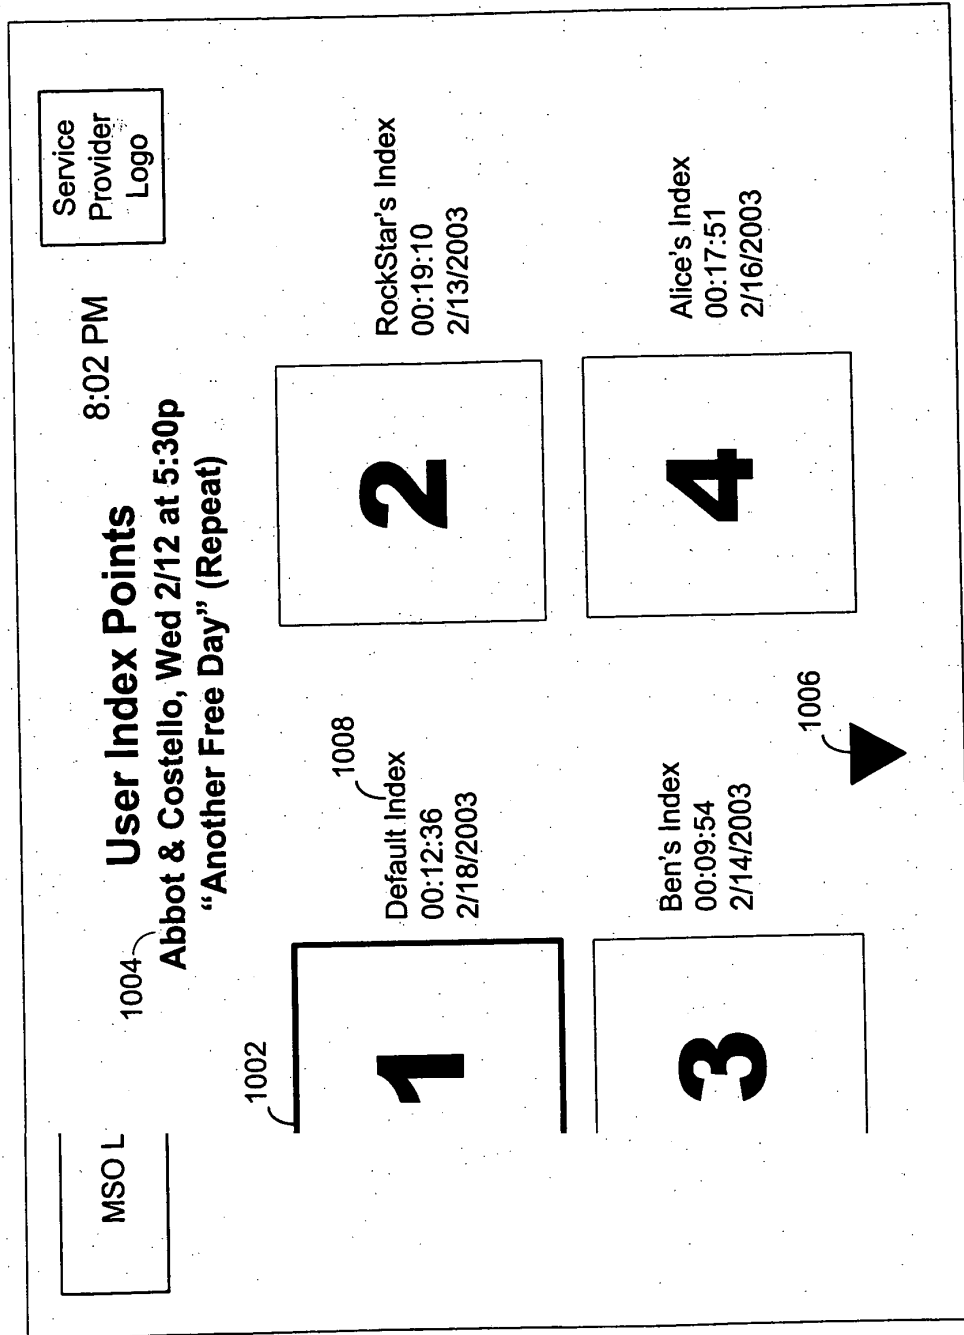 MSO L
Service
Provider
Logo
8:02 PM
User Index Points
1004
Abbot & Costello, Wed 2/12 at 5:30p
“Another Free Day” (Repeat)
1002
1
1008
Default Index
00:12:36
2/18/2003
2
RockStar's Index
00:19:10
2/13/2003
3
Ben's Index
00:09:54
2/14/2003
4
Alice's Index
00:17:51
2/16/2003
1006